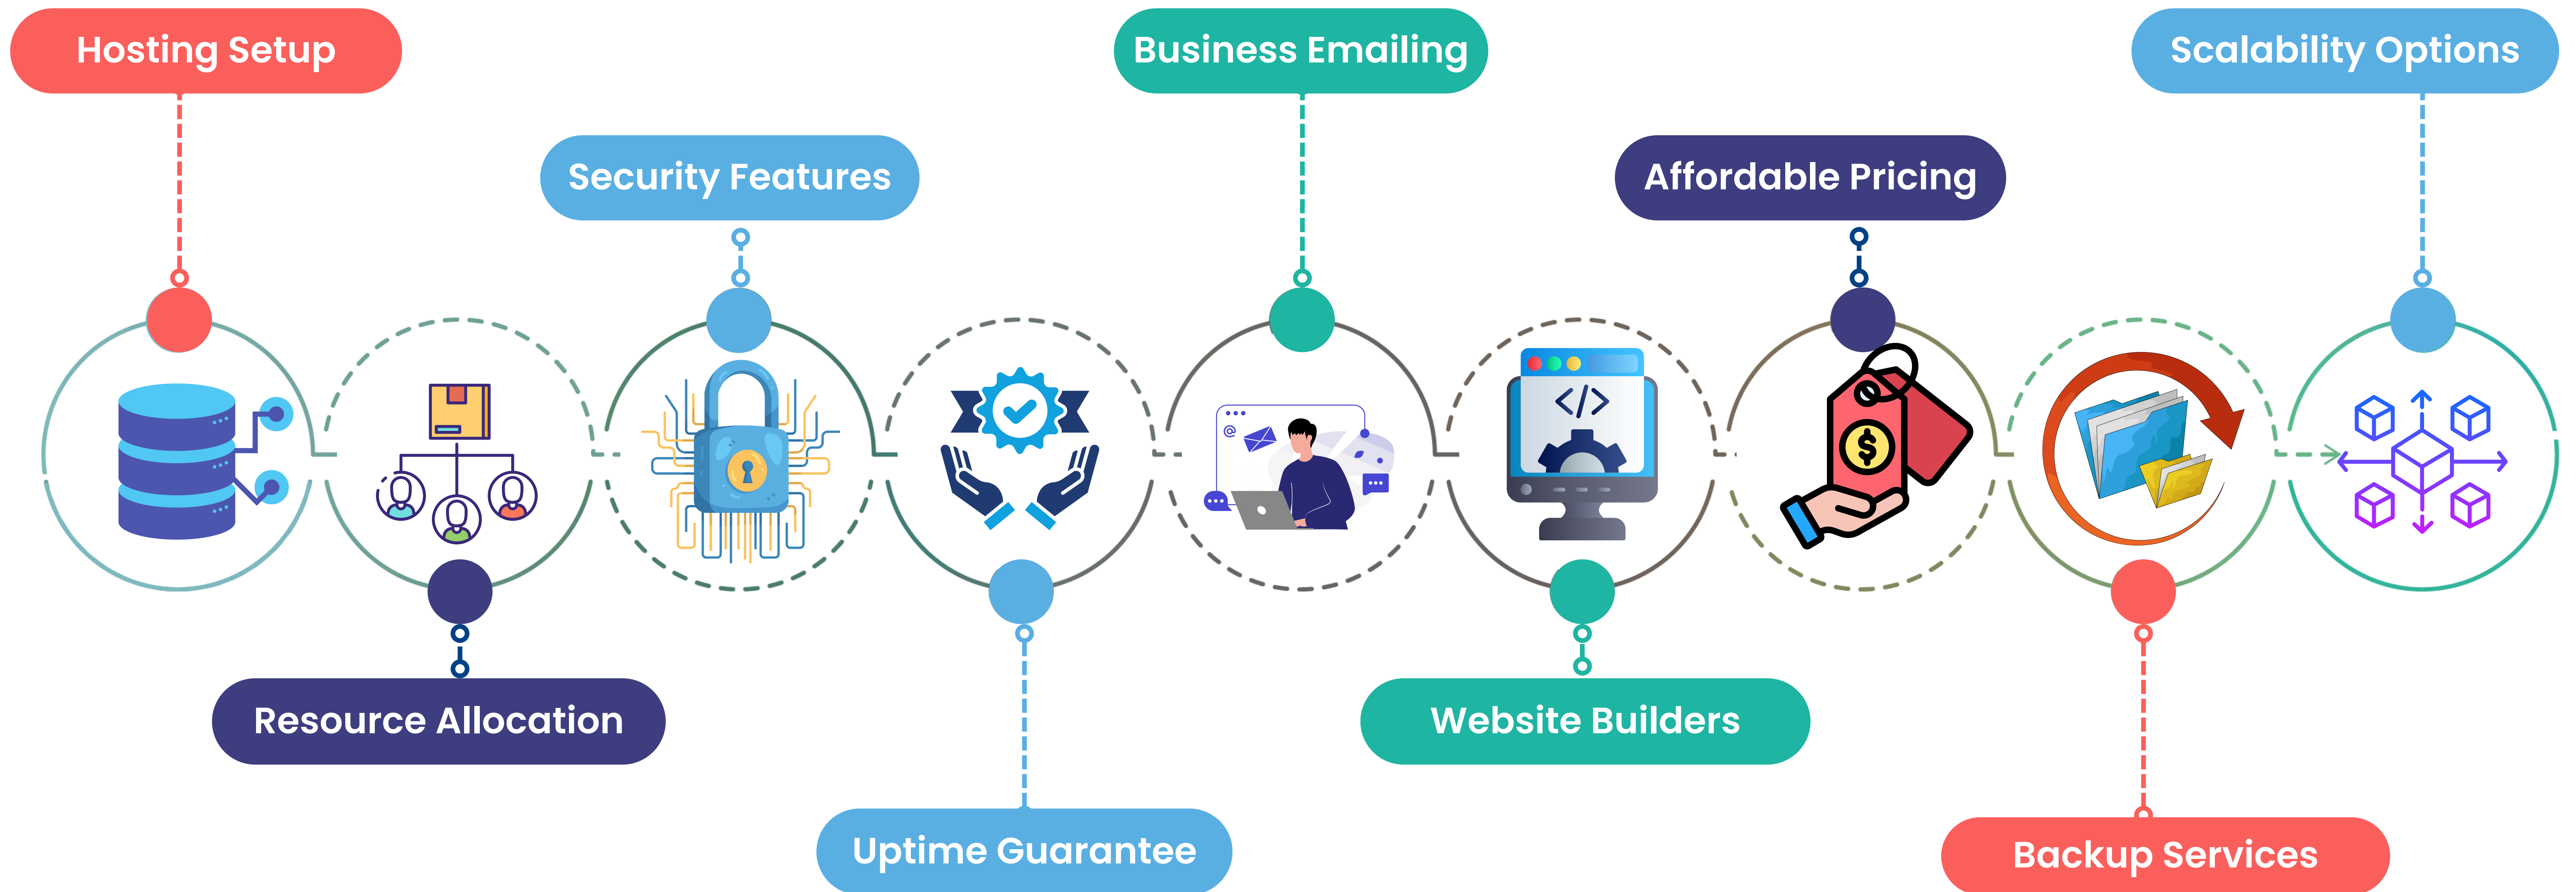 Hosting Setup
Business Emailing
Scalability Options
Security Features
Affordable Pricing
@
</>
$
Resource Allocation
Website Builders
Uptime Guarantee
Backup Services